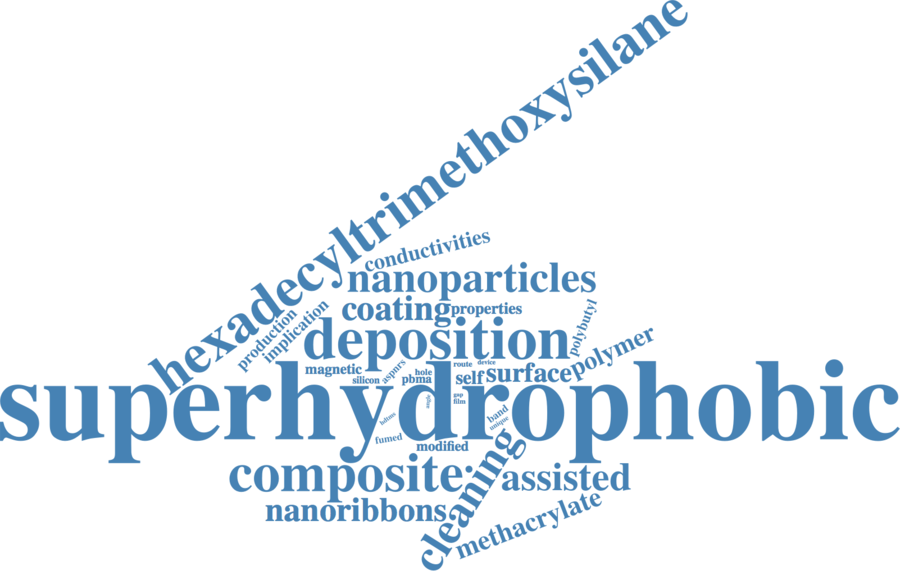 hexadecyltrimethoxysilane
conductivities
nanoparticles
production
implication
coating
properties
polybutyl
deposition
polymer
magnetic
silicon
aspnrs
hole
pbma
route
device
self
surface
superhydrophobic
hdtms
angle
gap
film
band
unique
fumed
modified
composite
cleaning
assisted
nanoribbons
methacrylate